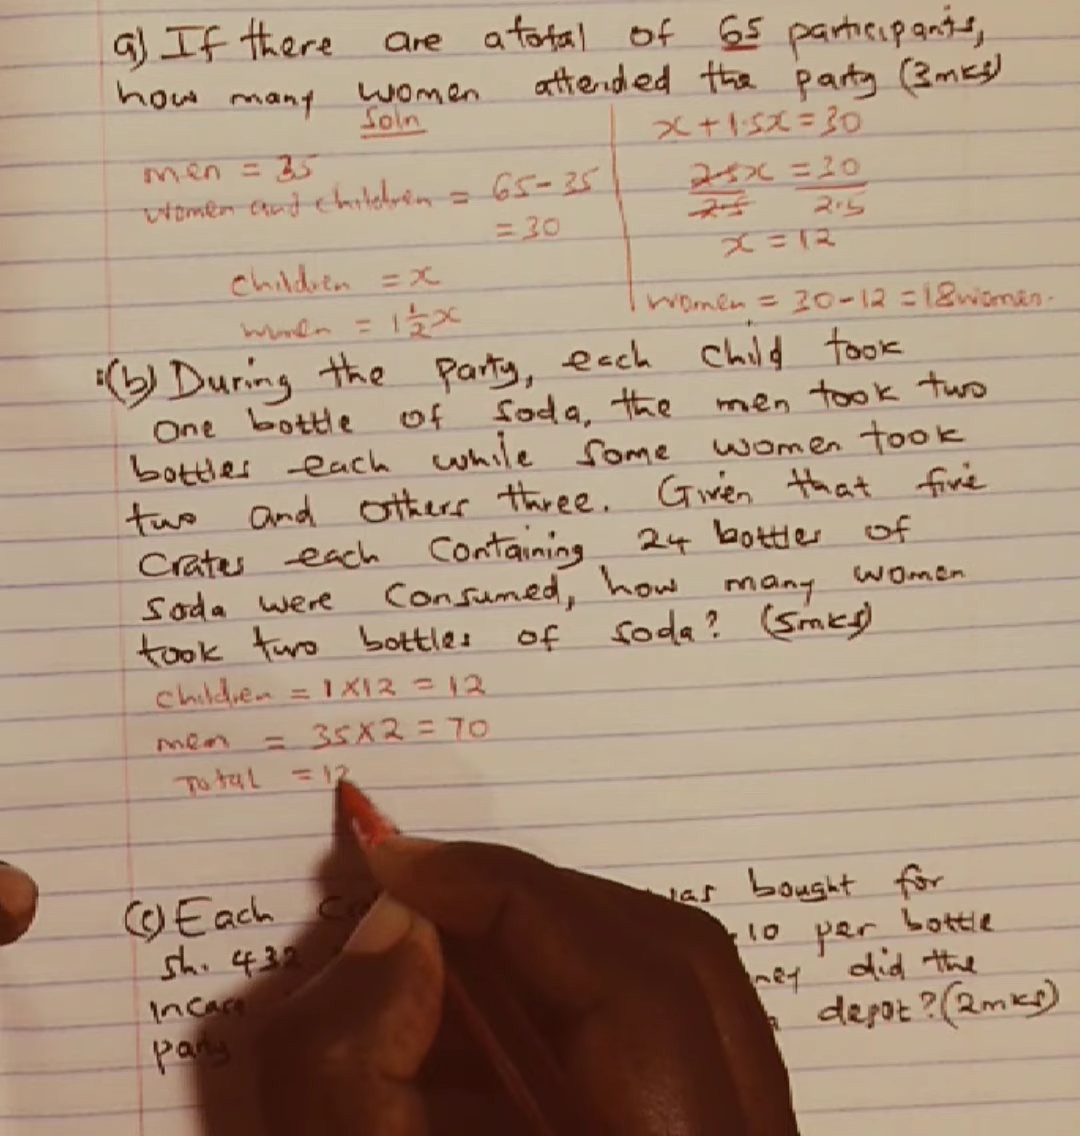 a) If there are a total of 65 participants,
how many women attended the party (3mks)
Soln
men = 35
women and children = 65-35
= 30
children = x
women = 1 1/2 x
x + 1.5x = 30
2.5x = 30
2.5 2.5
x = 12
women = 30-12 = 18 women.
(b) During the party, each child took
one bottle of soda, the men took two
bottles each while some women took
two and others three. Given that five
crates each containing 24 bottles of
soda were consumed, how many women
took two bottles of soda? (5mks)
children = 1x12 = 12
men = 35x2 = 70
Total = 12
(c) Each bought for
sh. 432 10 per bottle
did the
depot? (2mks)
party